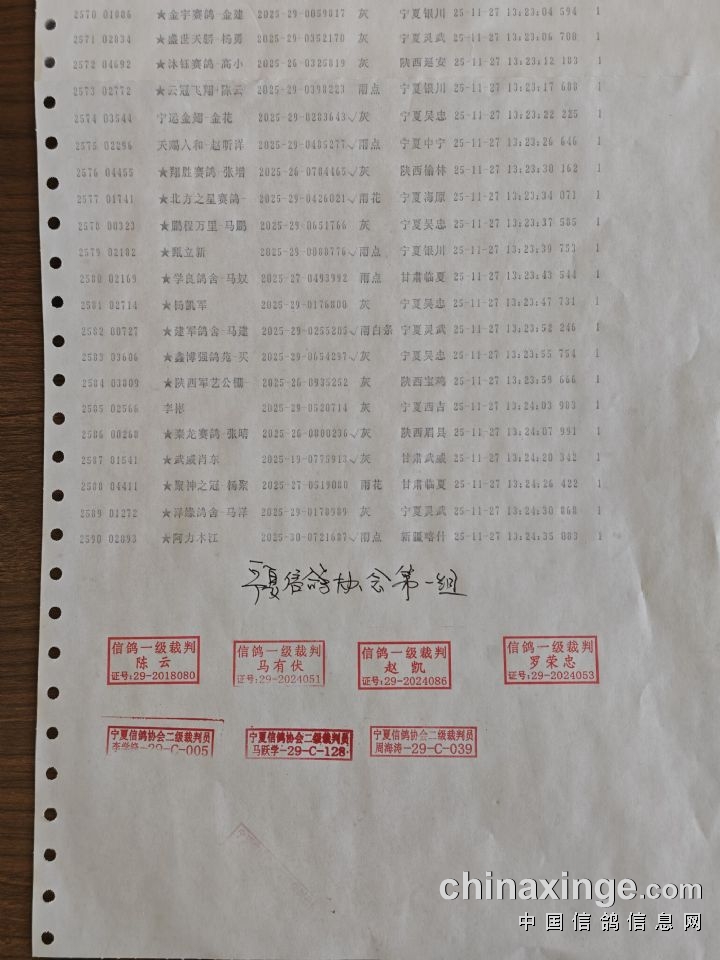 2570 01086 ★金宇赛鸽-金建 2025-29-0059817 灰 宁夏银川 25-11-27 13:23:04 594 1
2571 02834 ★盛世天骄-杨勇 2025-29-0352170 灰 宁夏灵武 25-11-27 13:23:06 700 1
2572 04692 ★沐钰赛鸽-高小 2025-26-0325819 灰 陕西延安 25-11-27 13:23:12 183 1
2573 02772 ★云冠飞翔-陈云 2025-29-0398223 雨点 宁夏银川 25-11-27 13:23:17 688 1
2574 03544 宁远金翅-金花 2025-29-0283643✓灰 宁夏吴忠 25-11-27 13:23:22 225 1
2575 02296 天赐人和-赵昕洋 2025-29-0485277✓雨点 宁夏中宁 25-11-27 13:23:26 646 1
2576 04455 ★翔胜赛鸽-张增 2025-26-0784465✓灰 陕西榆林 25-11-27 13:23:30 162 1
2577 01741 ★北方之星赛鸽- 2025-29-0426021✓雨花 宁夏海原 25-11-27 13:23:34 071 1
2578 00323 ★鹏程万里-马鹏 2025-29-0651766 灰 宁夏吴忠 25-11-27 13:23:37 585 1
2579 02182 ★甄立新 2025-29-0888776✓雨点 宁夏银川 25-11-27 13:23:39 753 1
2580 02169 ★学良鸽舍-马奴 2025-27-0493992 雨点 甘肃临夏 25-11-27 13:23:43 544 1
2581 02714 ★杨凯军 2025-29-0176800 灰 宁夏吴忠 25-11-27 13:23:47 731 1
2582 00727 ★建军鸽舍-马建 2025-29-0255205✓雨白条 宁夏灵武 25-11-27 13:23:52 246 1
2583 03606 ★鑫博强鸽苑-买 2025-29-0654297✓灰 宁夏吴忠 25-11-27 13:23:55 754 1
2584 03009 ★陕西军艺公棚- 2025-26-0935252 灰 陕西宝鸡 25-11-27 13:23:59 666 1
2585 02566 李彬 2025-29-0520714 灰 宁夏西吉 25-11-27 13:24:03 983 1
2586 00268 ★秦龙赛鸽-张晴 2025-26-0800236✓灰 陕西眉县 25-11-27 13:24:07 991 1
2587 01541 ★武威肖东 2025-19-0775913✓灰 甘肃武威 25-11-27 13:24:20 342 1
2588 04411 ★聚神之冠-杨聚 2025-27-0519080 雨花 甘肃临夏 25-11-27 13:24:26 422 1
2589 01272 ★洋缘鸽舍-马洋 2025-29-0178989 灰 宁夏灵武 25-11-27 13:24:30 868 1
2590 02893 ★阿力木江 2025-30-0721687✓雨点 新疆喀什 25-11-27 13:24:35 083 1
宁夏信鸽协会第一组
信鸽一级裁判 信鸽一级裁判 信鸽一级裁判 信鸽一级裁判
陈云 马有伏 赵凯 罗荣忠
证号:29-2018080 证号:29-2024051 证号:29-2024086 证号:29-2024053
宁夏信鸽协会二级裁判员 宁夏信鸽协会二级裁判员 宁夏信鸽协会二级裁判员
-29-C-005 马跃学-29-C-128 周海涛-29-C-039
chinaxinge.com
中国信鸽信息网